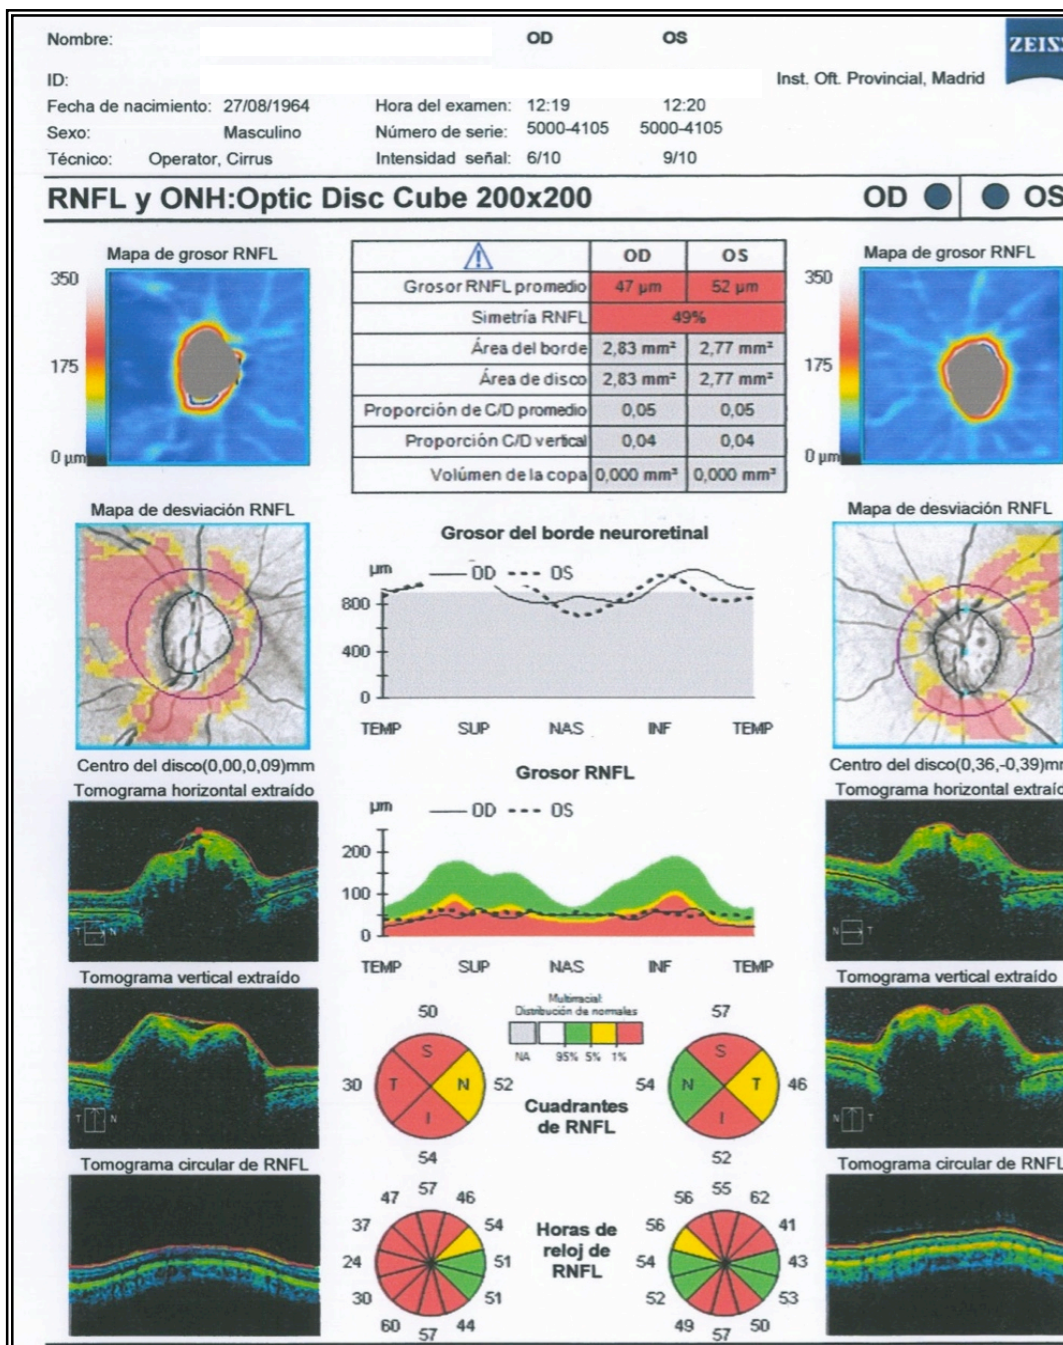 Nombre: OD OS
ZEISS
ID: Inst. Oft. Provincial, Madrid
Fecha de nacimiento: 27/08/1964 Hora del examen: 12:19 12:20
Sexo: Masculino Número de serie: 5000-4105 5000-4105
Técnico: Operator, Cirrus Intensidad señal: 6/10 9/10
RNFL y ONH:Optic Disc Cube 200x200 OD OS
Mapa de grosor RNFL
350
175
0 µm
OD OS
Grosor RNFL promedio 47 µm 52 µm
Simetría RNFL 49%
Área del borde 2,83 mm² 2,77 mm²
Área de disco 2,83 mm² 2,77 mm²
Proporción de C/D promedio 0,05 0,05
Proporción C/D vertical 0,04 0,04
Volúmen de la copa 0,000 mm³ 0,000 mm³
Mapa de grosor RNFL
350
175
0 µm
Mapa de desviación RNFL
Centro del disco(0,00,0,09)mm
Grosor del borde neuroretinal
µm OD OS
800
400
0
TEMP SUP NAS INF TEMP
Mapa de desviación RNFL
Centro del disco(0,36,-0,39)mm
Tomograma horizontal extraído
T N
Grosor RNFL
µm OD OS
200
100
0
TEMP SUP NAS INF TEMP
Tomograma horizontal extraíd
N T
Tomograma vertical extraído
T N
Multirracial:
Distribución de normales
NA 95% 5% 1%
50
S
30 T N 52
I
54
Cuadrantes
de RNFL
57
S
54 N T 46
I
52
Tomograma vertical extraído
N T
Tomograma circular de RNFL
47 57 46
37 54
24 51
30 51
60 57 44
Horas de
reloj de
RNFL
56 55 62
56 41
54 43
52 53
49 57 50
Tomograma circular de RNFL